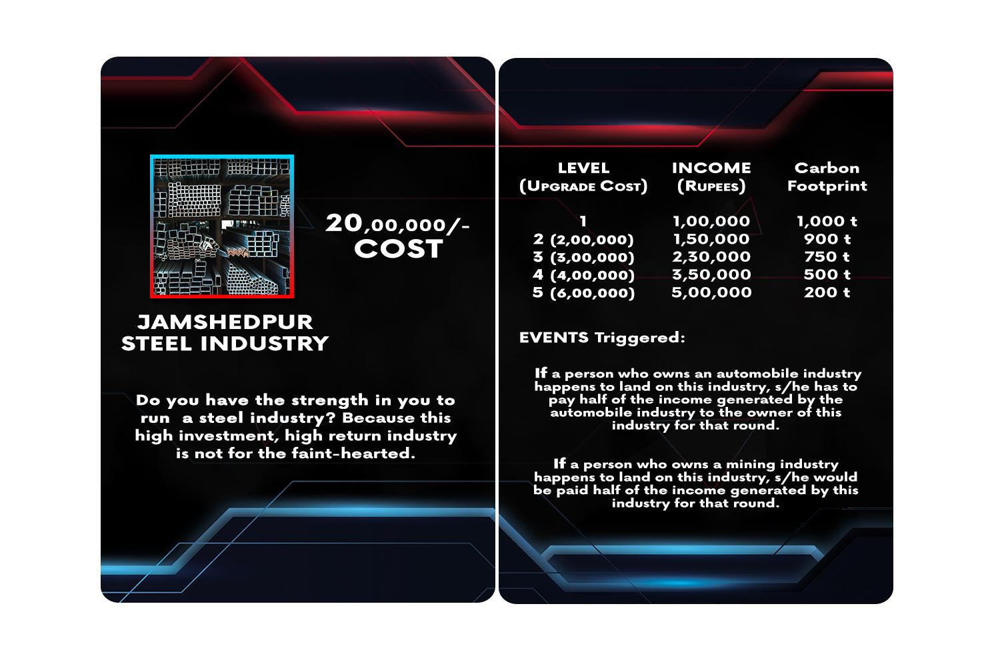 20,00,000/-
COST
JAMSHEDPUR
STEEL INDUSTRY
Do you have the strength in you to
run  a steel industry? Because this
high investment, high return industry
is not for the faint-hearted.
LEVEL INCOME Carbon
(UPGRADE COST) (RUPEES) Footprint
1 1,00,000 1,000 t
2 (2,00,000) 1,50,000 900 t
3 (3,00,000) 2,30,000 750 t
4 (4,00,000) 3,50,000 500 t
5 (6,00,000) 5,00,000 200 t
EVENTS Triggered:
If a person who owns an automobile industry
happens to land on this industry, s/he has to
pay half of the income generated by the
automobile industry to the owner of this
industry for that round.
If a person who owns a mining industry
happens to land on this industry, s/he would
be paid half of the income generated by this
industry for that round.